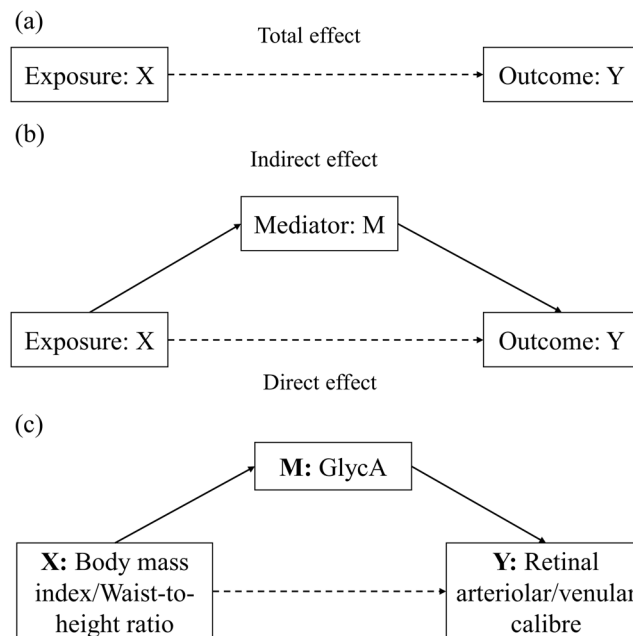 (a)
Total effect
Exposure: X
Outcome: Y
(b)
Indirect effect
Mediator: M
Exposure: X
Outcome: Y
Direct effect
(c)
M: GlycA
X: Body mass
index/Waist-to-
height ratio
Y: Retinal
arteriolar/venular
calibre